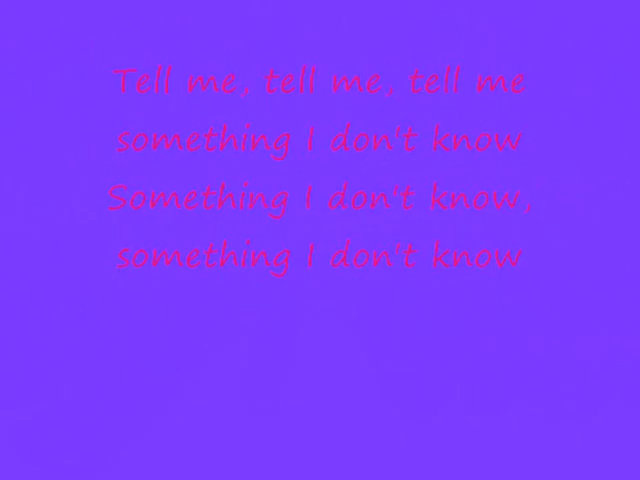 Tell me, tell me, tell me
something I don't know
Something I don't know,
something I don't know